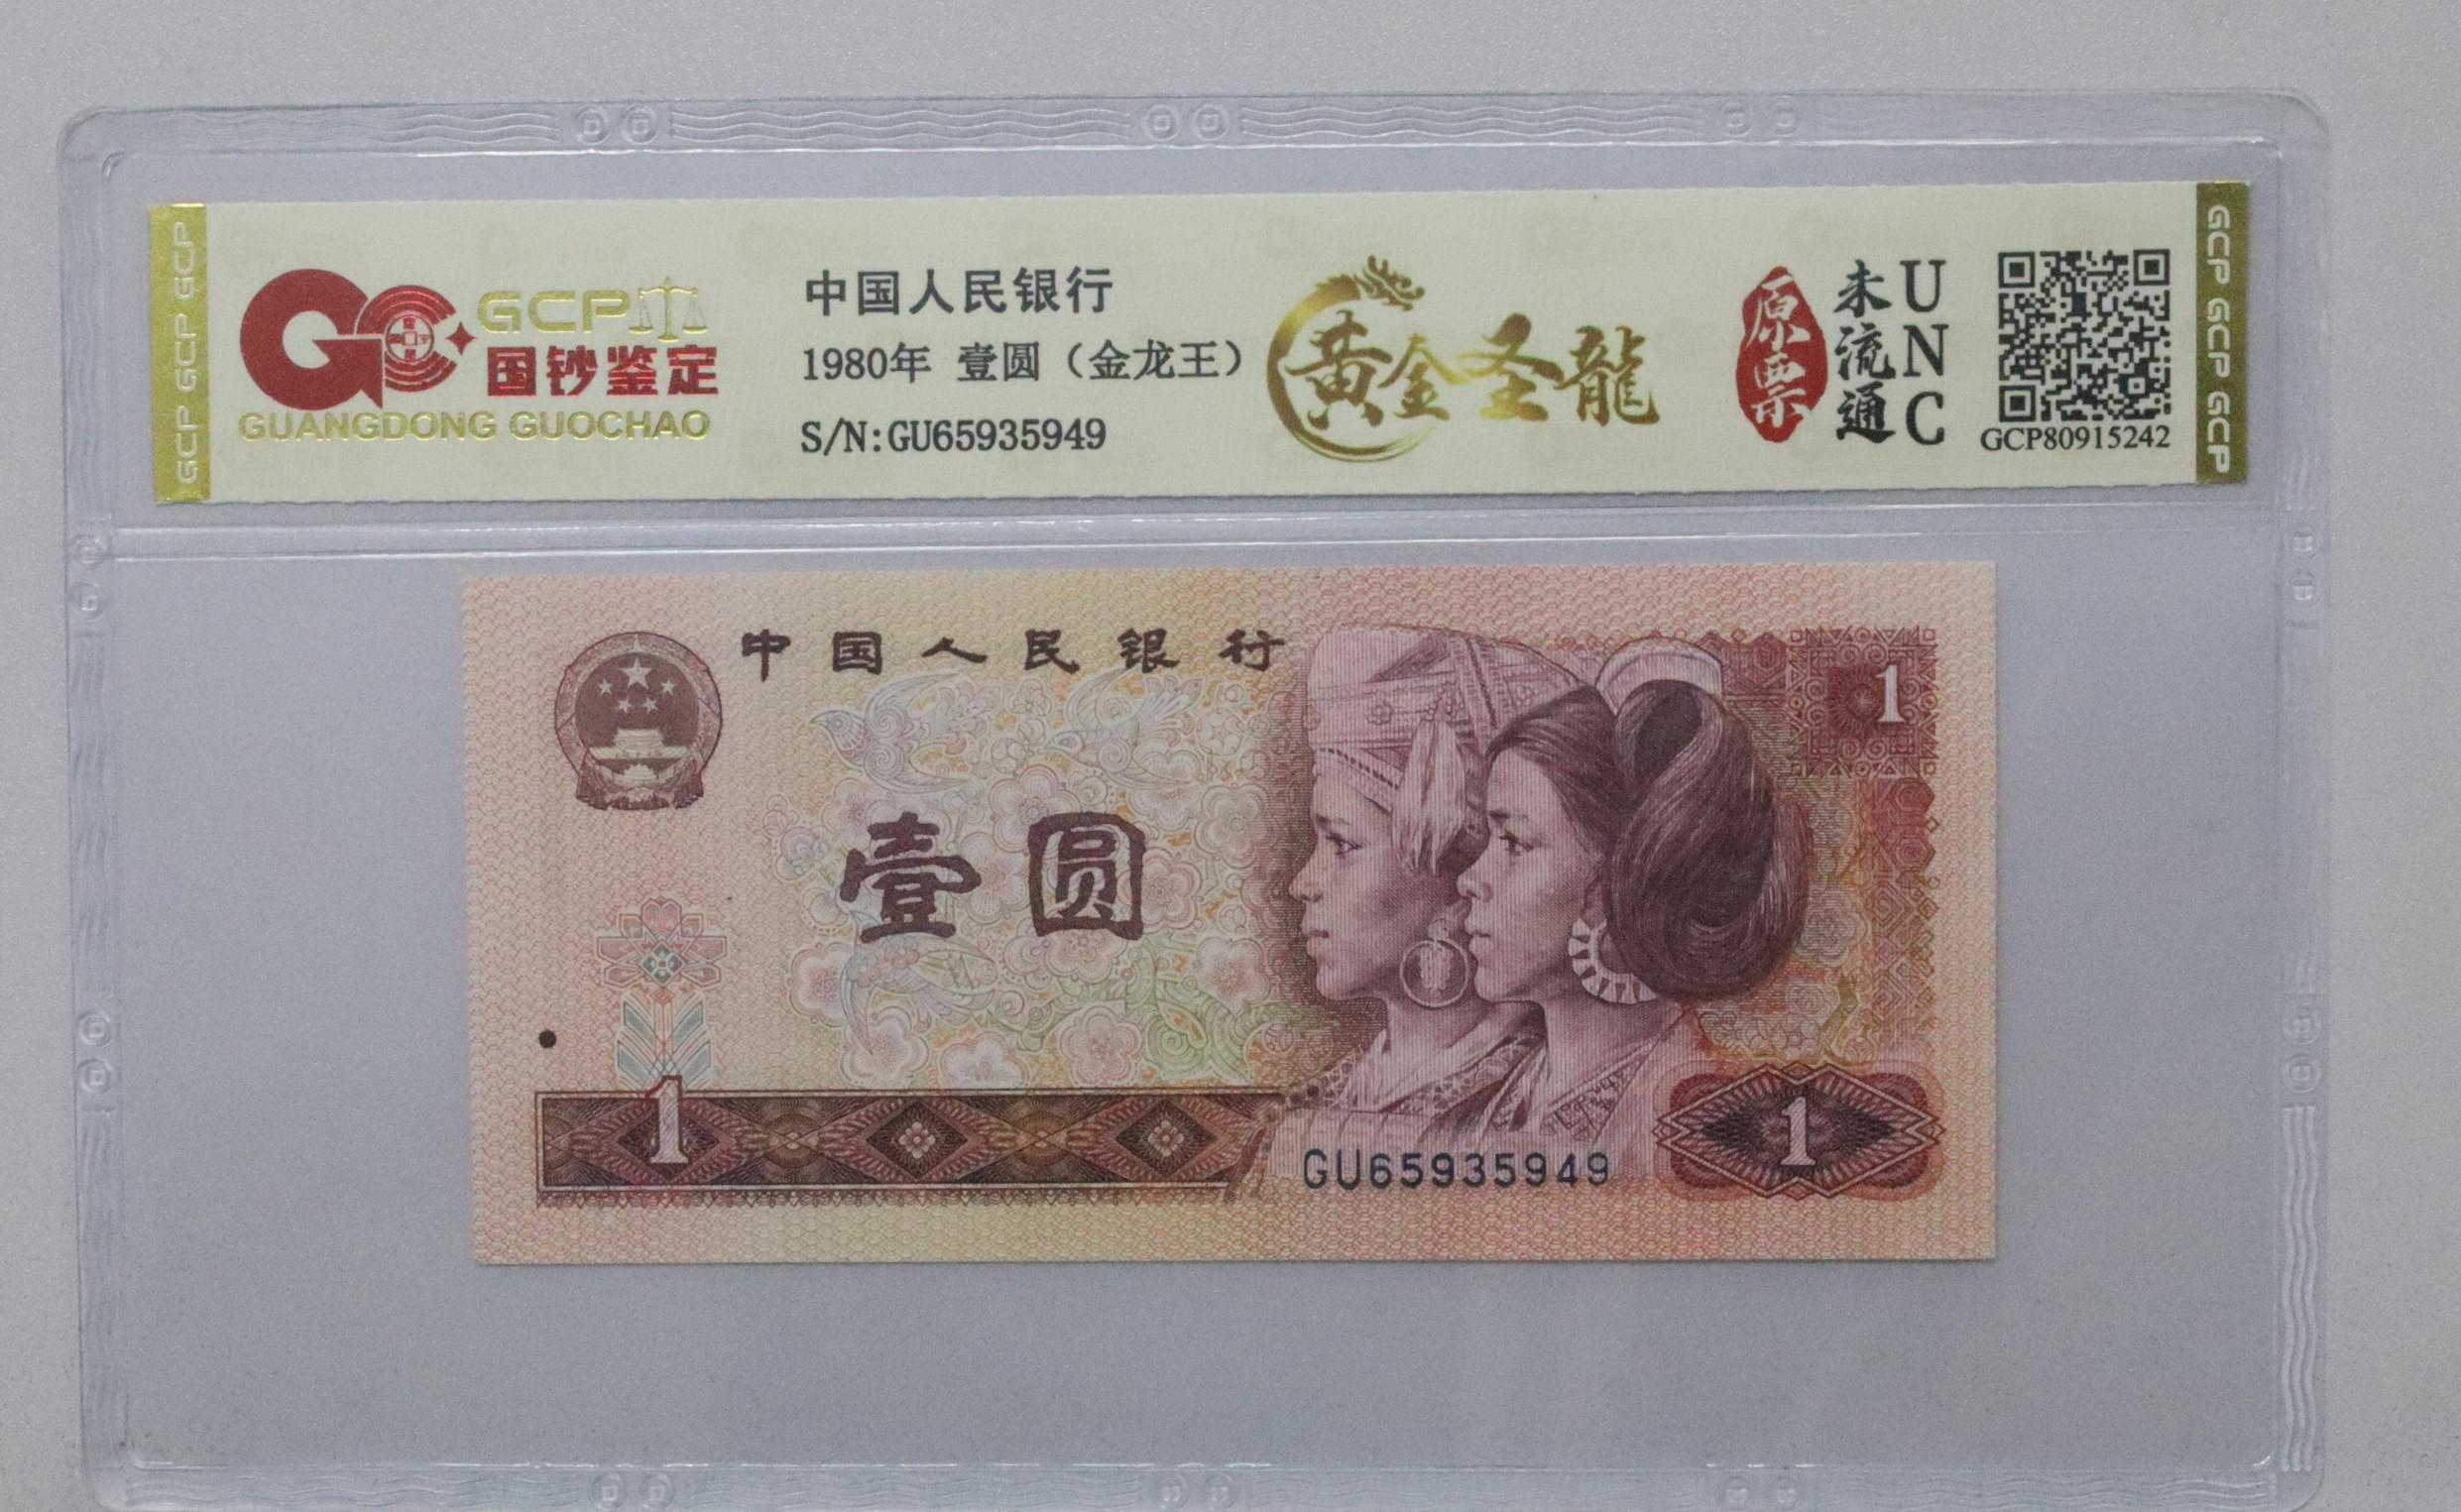 GCP GCP GCP
GCP
国钞鉴定
GUANGDONG GUOCHAO
中国人民银行
1980年 壹圆（金龙王）
S/N:GU65935949
黄金圣龍
原票
未流通
UNC
GCP80915242
GCP GCP GCP
中国人民银行
1
壹圆
1
GU65935949
1